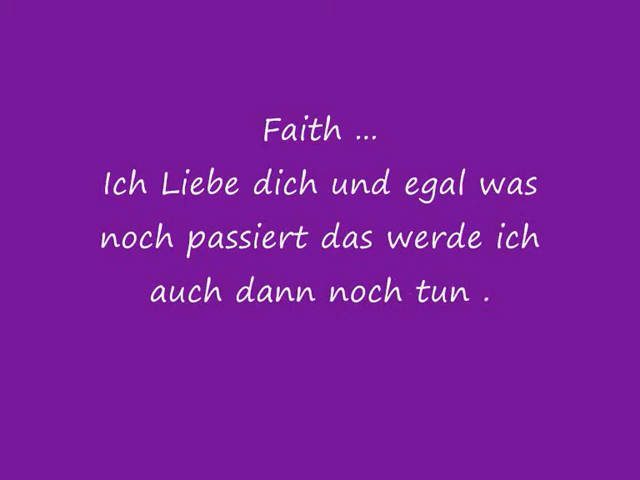 Faith ...
Ich Liebe dich und egal was
noch passiert das werde ich
auch dann noch tun .